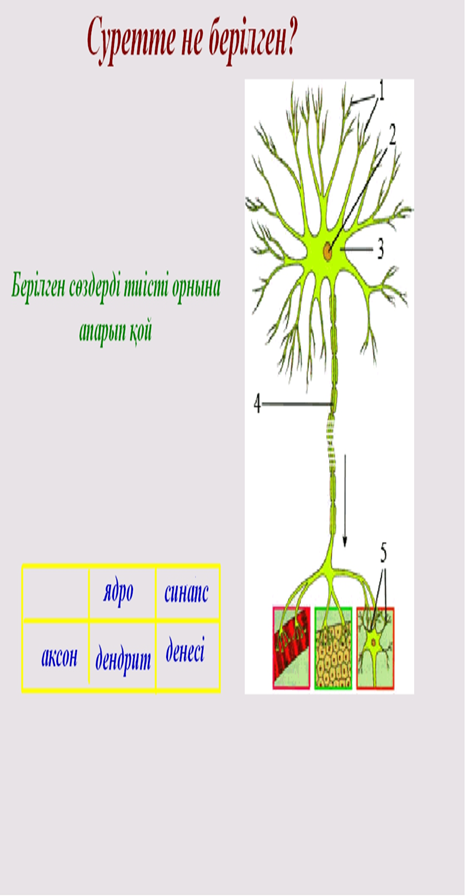 Суретте не берілген?
1
2
3
Берілген сөздерді тиісті орнына
апарып қой
4
5
ядро синапс
аксон дендрит денесі